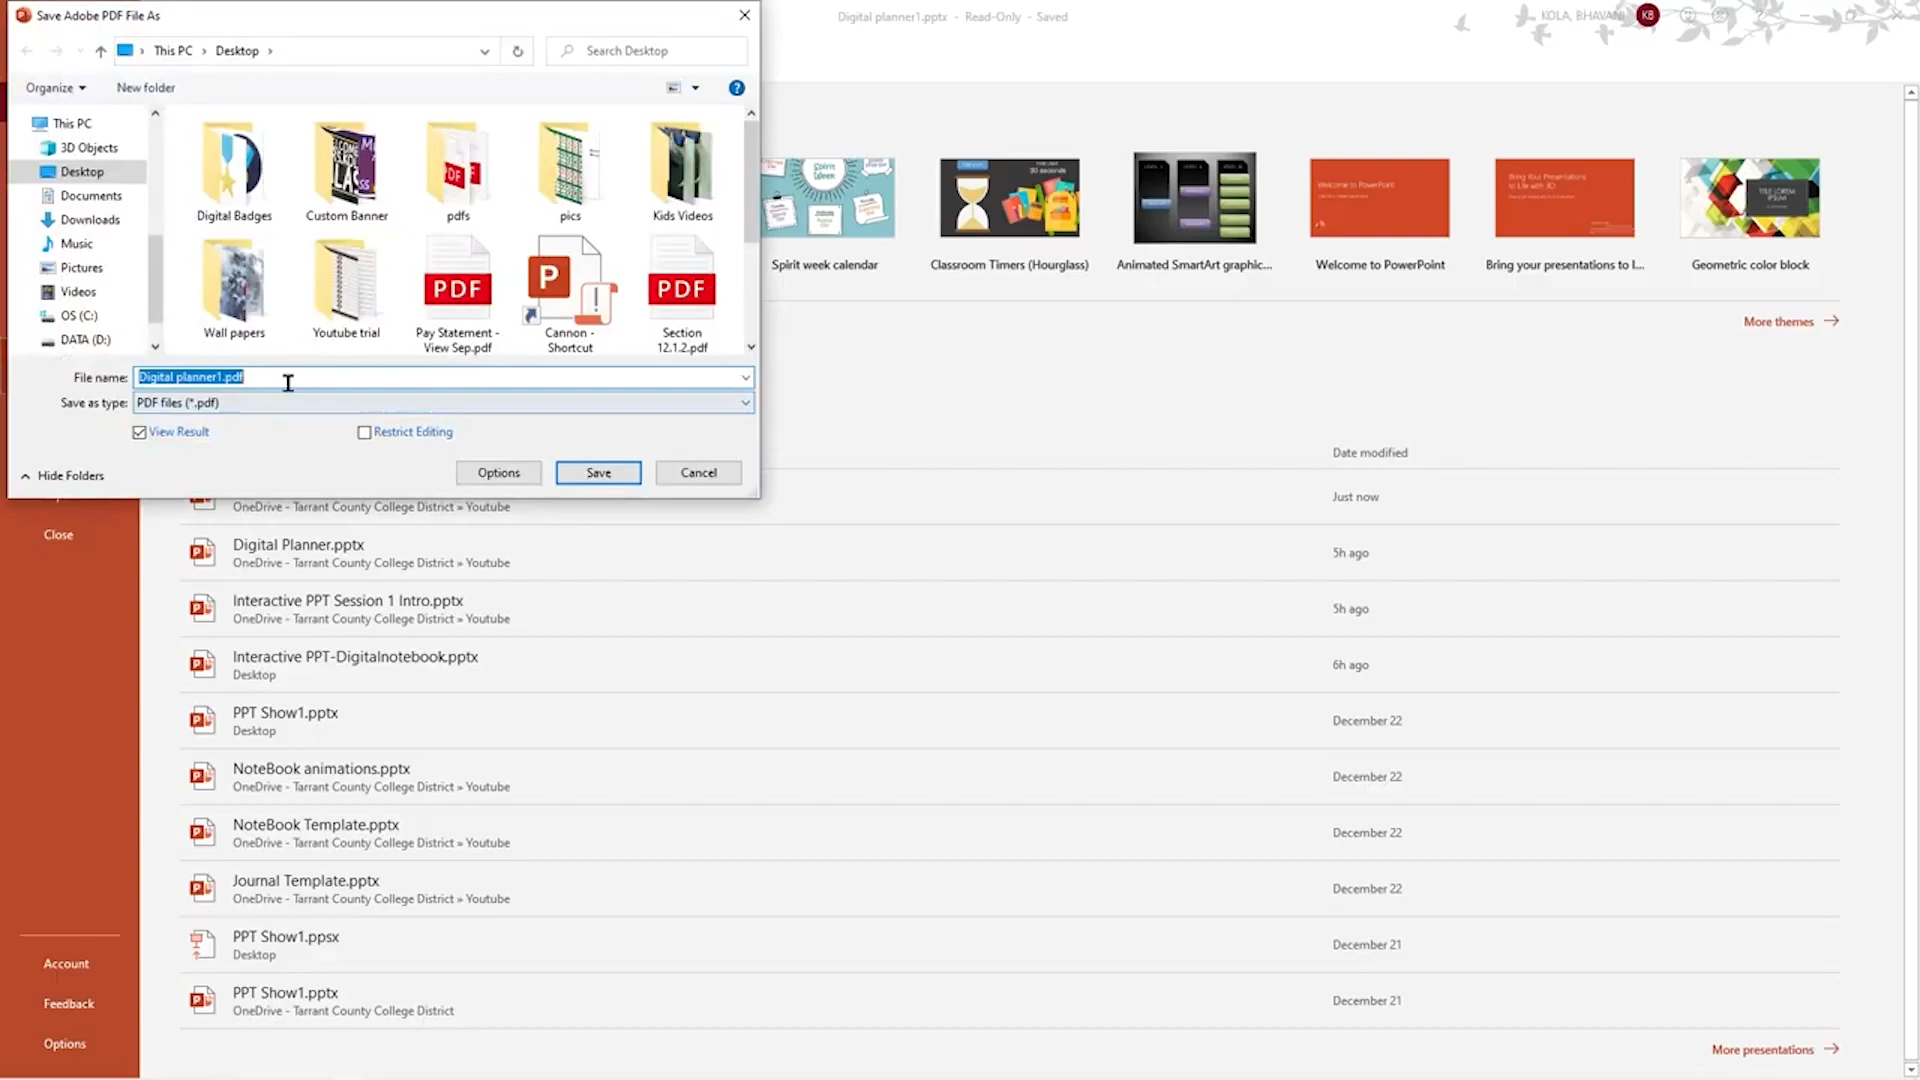 Save Adobe PDF File As
Digital planner1.pptx - Read-Only - Saved
KOLA, BHAVANI
KB
This PC
Desktop
Search Desktop
Organize
New folder
This PC
3D Objects
Desktop
Documents
Downloads
Music
Pictures
Videos
OS (C:)
DATA (D:)
Digital Badges
Custom Banner
pdfs
pics
Kids Videos
Wall papers
Youtube trial
PDF
Pay Statement - View Sep.pdf
Cannon - Shortcut
PDF
Section 12.1.2.pdf
File name: Digital planner1.pdf
Save as type: PDF files (*.pdf)
View Result
Restrict Editing
Hide Folders
Options
Save
Cancel
Spirit week calendar
Classroom Timers (Hourglass)
Animated SmartArt graphic...
Welcome to PowerPoint
Bring your presentations to l...
Geometric color block
More themes
Date modified
OneDrive - Tarrant County College District » Youtube
Just now
Digital Planner.pptx
OneDrive - Tarrant County College District » Youtube
5h ago
Interactive PPT Session 1 Intro.pptx
OneDrive - Tarrant County College District » Youtube
5h ago
Interactive PPT-Digitalnotebook.pptx
Desktop
6h ago
PPT Show1.pptx
Desktop
December 22
NoteBook animations.pptx
OneDrive - Tarrant County College District » Youtube
December 22
NoteBook Template.pptx
OneDrive - Tarrant County College District » Youtube
December 22
Journal Template.pptx
OneDrive - Tarrant County College District » Youtube
December 22
PPT Show1.ppsx
Desktop
December 21
PPT Show1.pptx
OneDrive - Tarrant County College District
December 21
More presentations
Close
Account
Feedback
Options